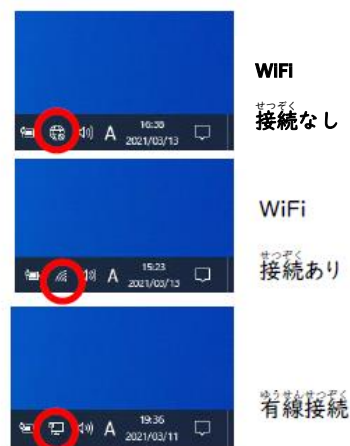 WiFi
せつぞく
接続なし
A
16:36
2021/03/13
WiFi
せつぞく
接続あり
A
15:23
2021/03/13
ゆうせんせつぞく
有線接続
A
19:36
2021/03/11